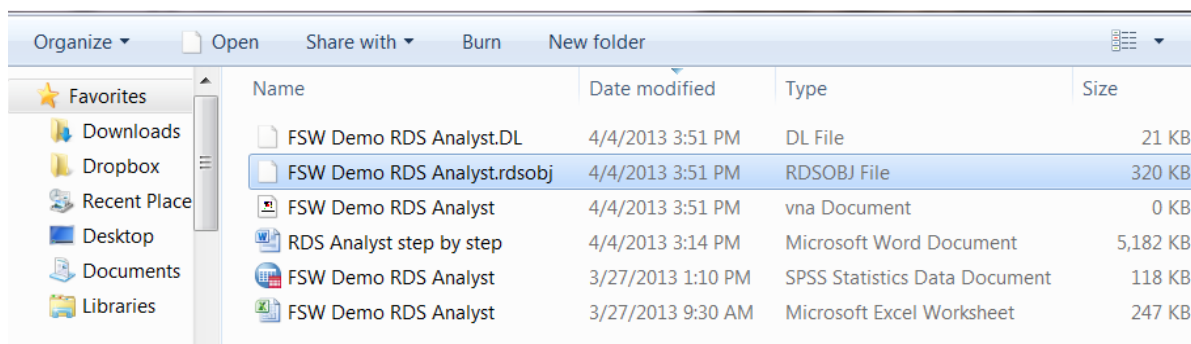 Organize Open Share with Burn New folder
Favorites
Downloads
Dropbox
Recent Place
Desktop
Documents
Libraries
Name Date modified Type Size
FSW Demo RDS Analyst.DL 4/4/2013 3:51 PM DL File 21 KB
FSW Demo RDS Analyst.rdsobj 4/4/2013 3:51 PM RDSOBJ File 320 KB
FSW Demo RDS Analyst 4/4/2013 3:51 PM vna Document 0 KB
RDS Analyst step by step 4/4/2013 3:14 PM Microsoft Word Document 5,182 KB
FSW Demo RDS Analyst 3/27/2013 1:10 PM SPSS Statistics Data Document 118 KB
FSW Demo RDS Analyst 3/27/2013 9:30 AM Microsoft Excel Worksheet 247 KB